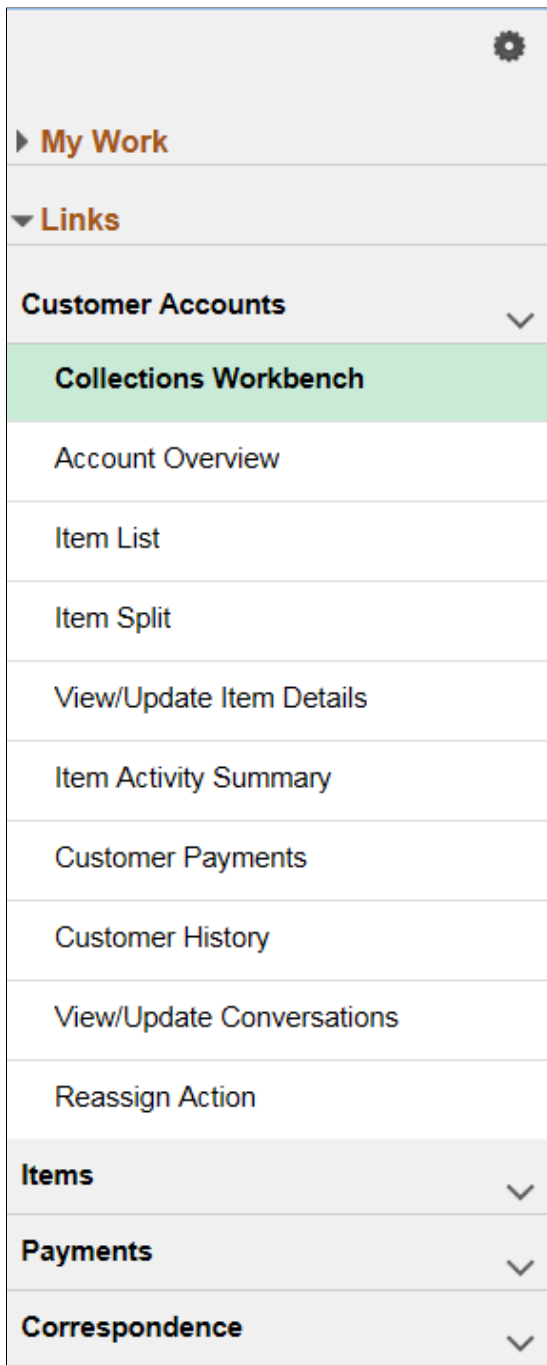 My Work
Links
Customer Accounts
Collections Workbench
Account Overview
Item List
Item Split
View/Update Item Details
Item Activity Summary
Customer Payments
Customer History
View/Update Conversations
Reassign Action
Items
Payments
Correspondence